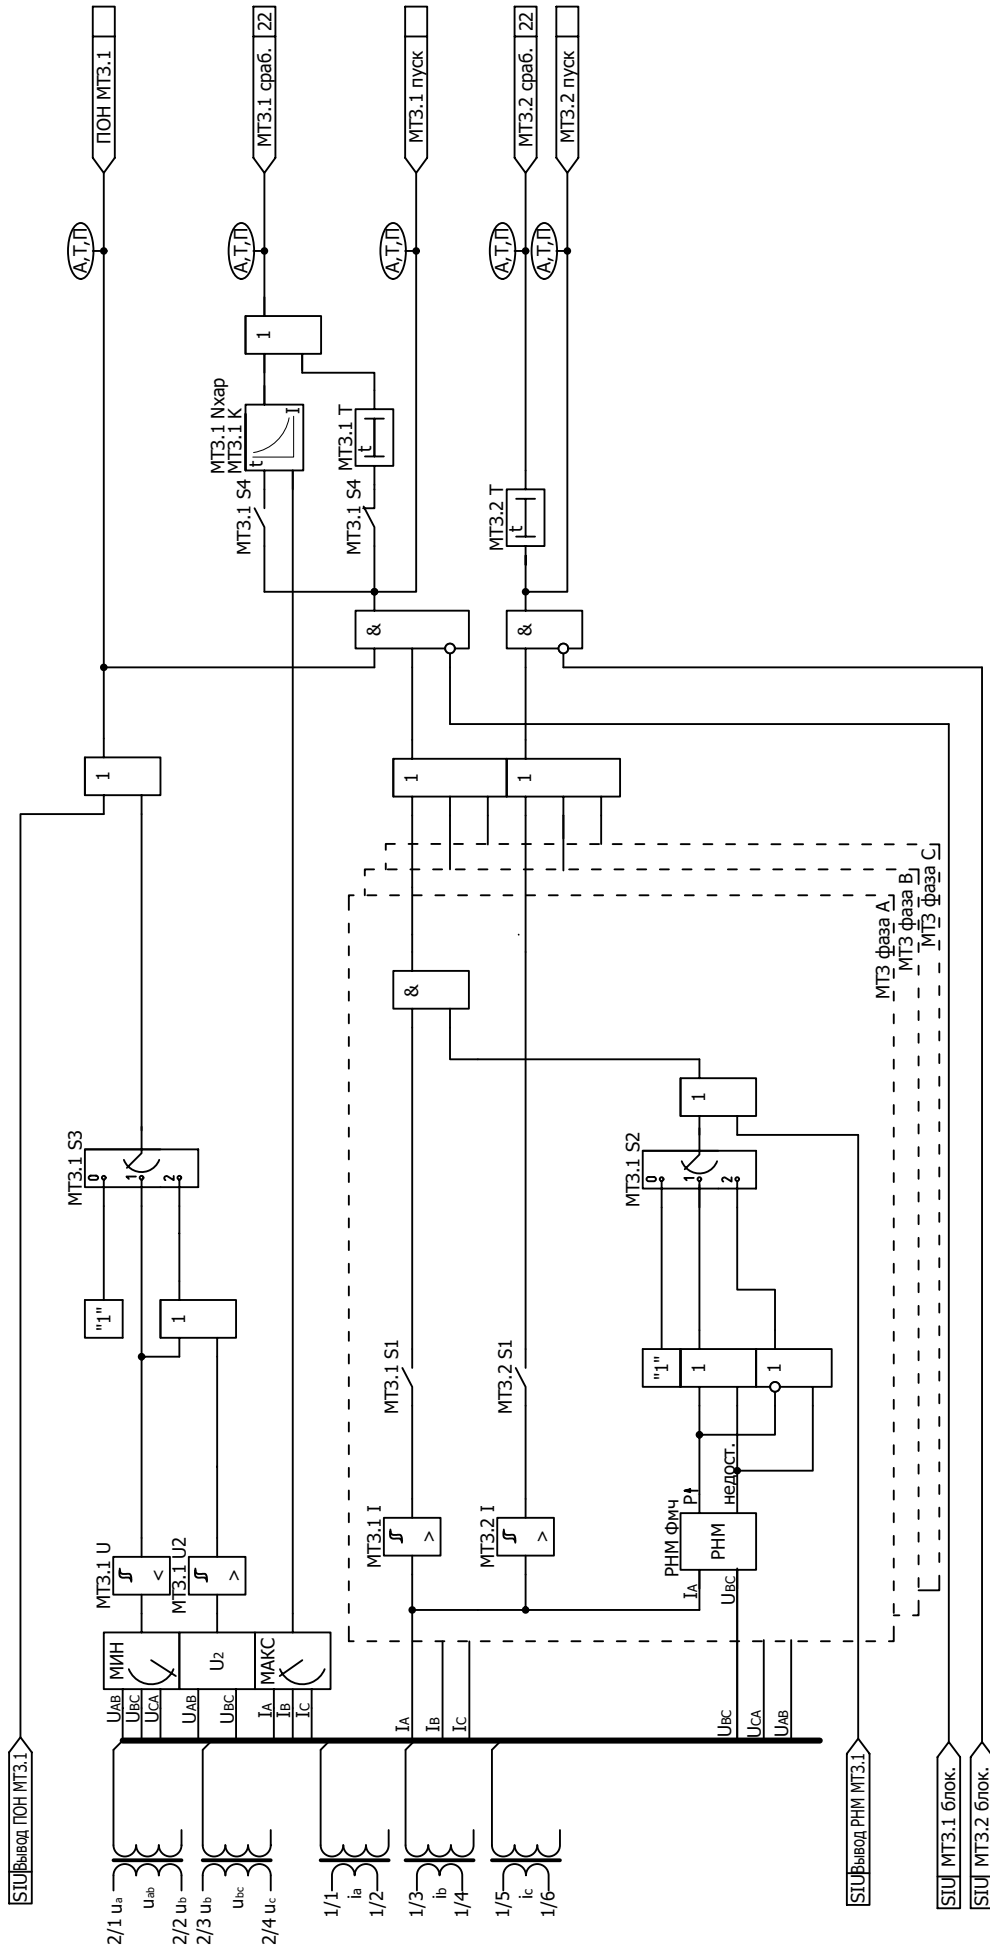 ПОН МТЗ.1
МТЗ.1 сраб. 22
МТЗ.1 пуск
МТЗ.2 сраб. 22
МТЗ.2 пуск
А,Т,П
А,Т,П
А,Т,П
А,Т,П
А,Т,П
1
МТЗ.1 Nхар
МТЗ.1 К
t
I
МТЗ.1 Т
t
МТЗ.1 S4
МТЗ.1 S4
МТЗ.2 Т
t
&
&
1
1
1
МТЗ фаза А
МТЗ фаза В
МТЗ фаза С
&
1
МТЗ.1 S3
0
1
2
МТЗ.1 S2
0
1
2
"1"
1
"1"
1
1
МТЗ.1 S1
МТЗ.2 S1
МТЗ.1 U
<
МТЗ.1 U2
>
МТЗ.1 I
>
МТЗ.2 I
>
РНМ Фмч
P
недост.
РНМ
IA
UBC
МИН
U2
МАКС
UAB
UBC
UCA
UAB
UBC
IA
IB
IC
IA
IB
IC
UBC
UCA
UAB
SIU Вывод ПОН МТЗ.1
SIU Вывод РНМ МТЗ.1
SIU МТЗ.1 блок.
SIU МТЗ.2 блок.
2/1 ua
uab
2/2 ub
2/3 ub
ubc
2/4 uc
1/1
ia
1/2
1/3
ib
1/4
1/5
ic
1/6